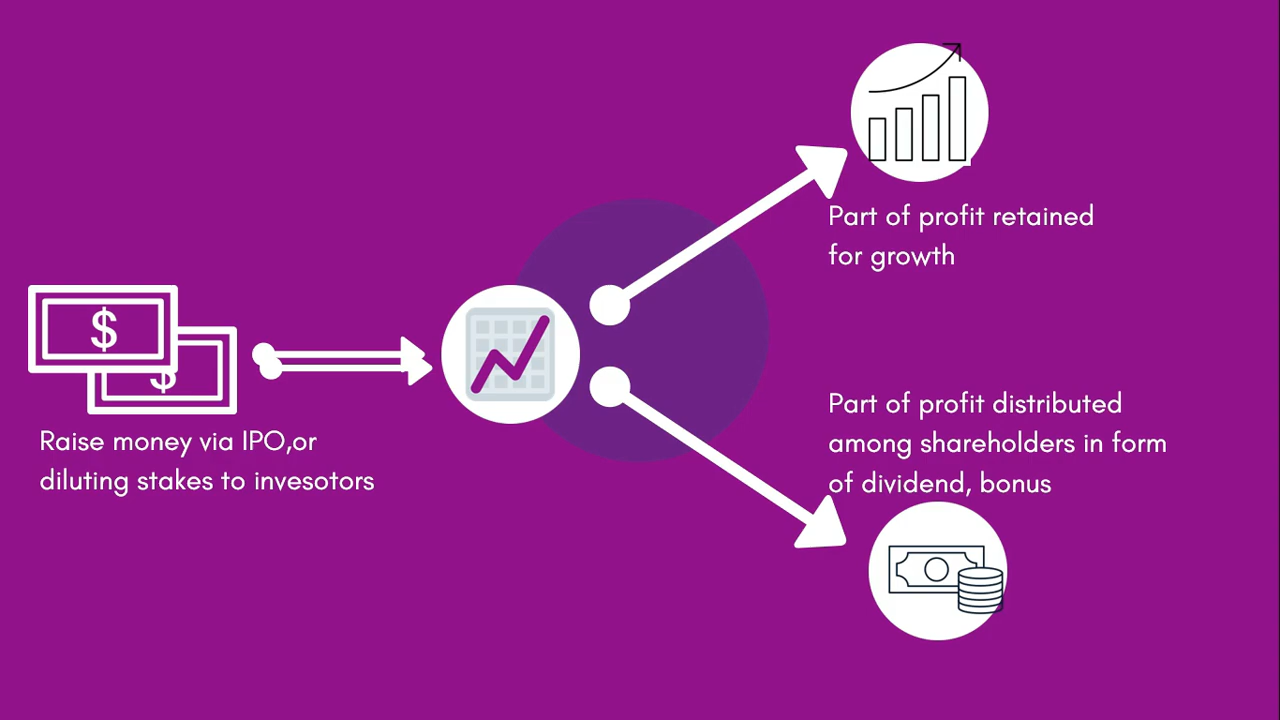 $
$
Raise money via IPO,or
diluting stakes to invesotors
Part of profit retained
for growth
Part of profit distributed
among shareholders in form
of dividend, bonus